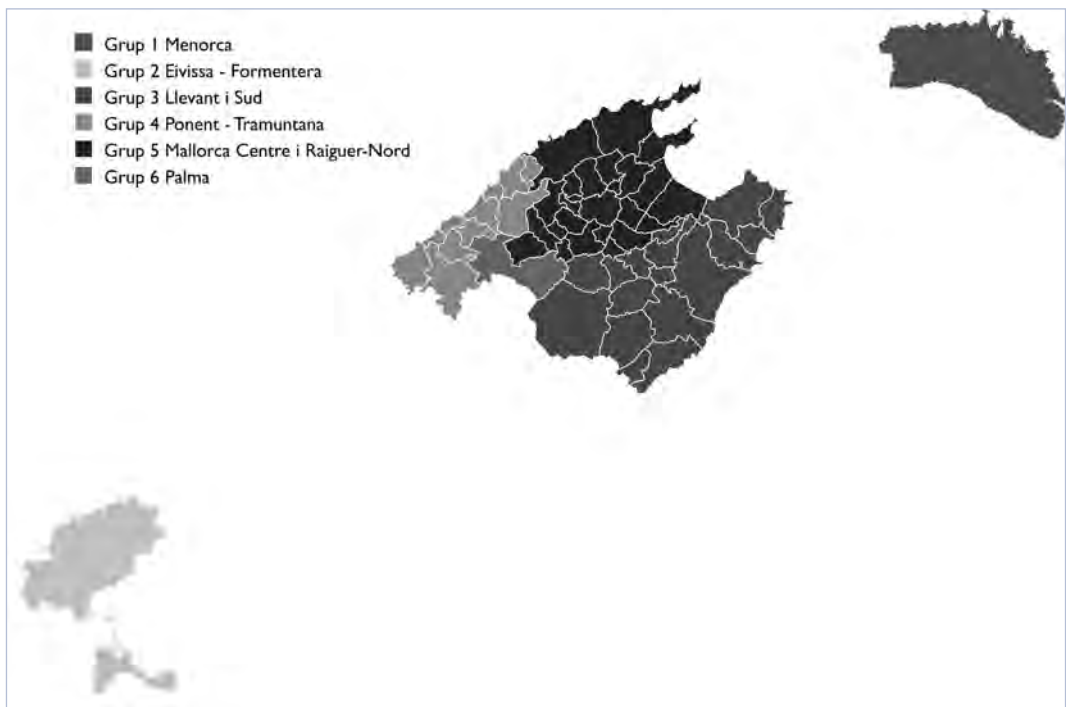 Grup 1 Menorca
Grup 2 Eivissa - Formentera
Grup 3 Llevant i Sud
Grup 4 Ponent - Tramuntana
Grup 5 Mallorca Centre i Raiguer-Nord
Grup 6 Palma